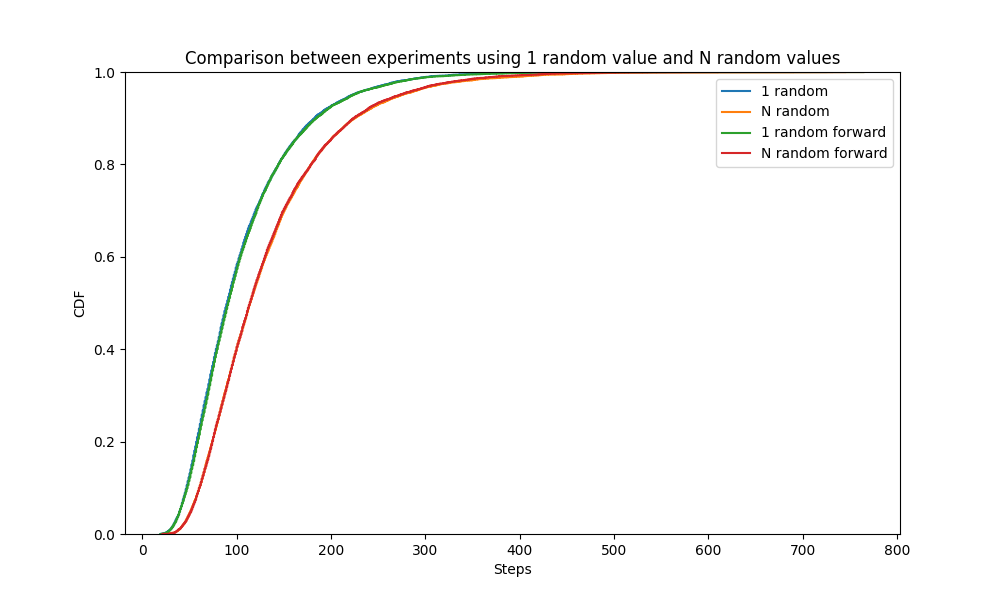 Comparison between experiments using 1 random value and N random values
1.0
0.8
0.6
0.4
0.2
0.0
CDF
0 100 200 300 400 500 600 700 800
Steps
1 random
N random
1 random forward
N random forward